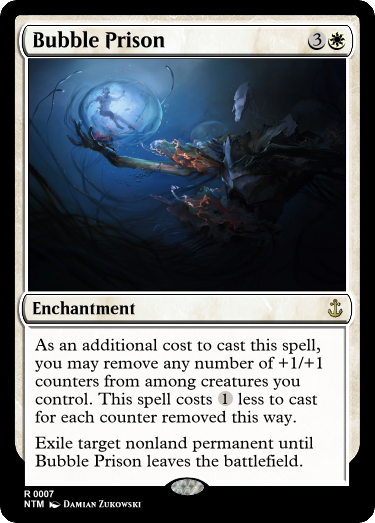 Bubble Prison 3
Enchantment
As an additional cost to cast this spell,
you may remove any number of +1/+1
counters from among creatures you
control. This spell costs 1 less to cast
for each counter removed this way.
Exile target nonland permanent until
Bubble Prison leaves the battlefield.
R 0007
NTM Damian Zukowski